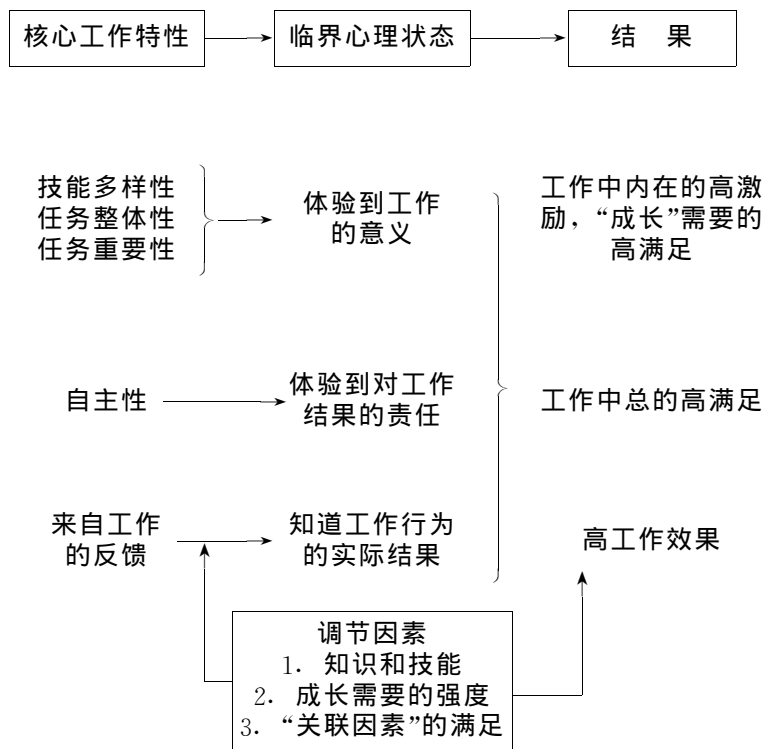 核心工作特性
临界心理状态
结 果
技能多样性
任务整体性
任务重要性
体验到工作
的意义
工作中内在的高激
励，“成长”需要的
高满足
自主性
体验到对工作
结果的责任
工作中总的高满足
来自工作
的反馈
知道工作行为
的实际结果
高工作效果
调节因素
1. 知识和技能
2. 成长需要的强度
3. “关联因素”的满足